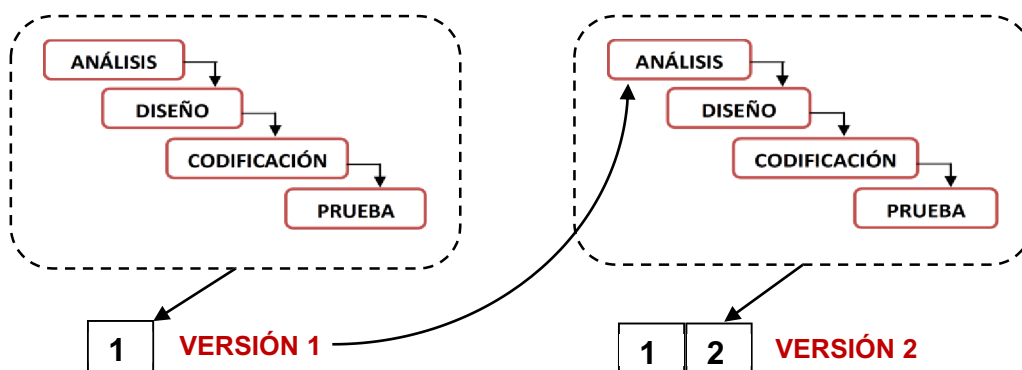 ANÁLISIS
DISEÑO
CODIFICACIÓN
PRUEBA
1
VERSIÓN 1
ANÁLISIS
DISEÑO
CODIFICACIÓN
PRUEBA
1 2
VERSIÓN 2